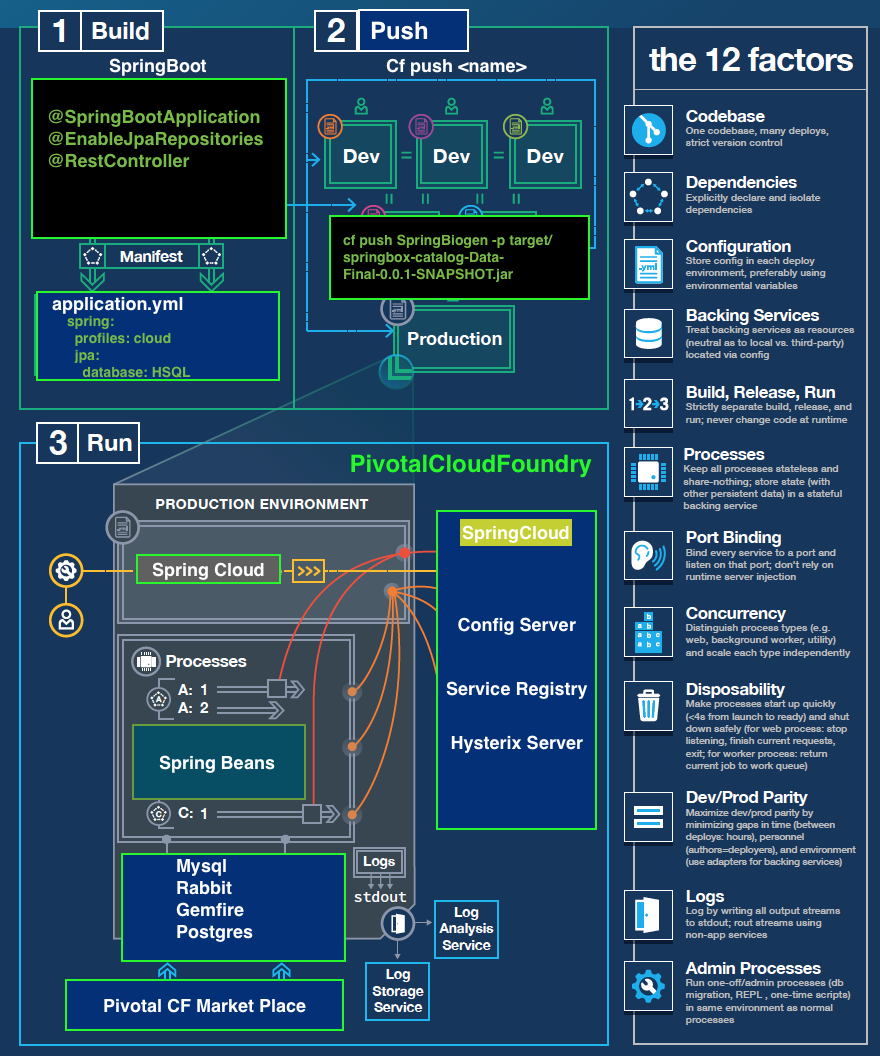 1 Build
SpringBoot
@SpringBootApplication
@EnableJpaRepositories
@RestController
Manifest
application.yml
spring:
profiles: cloud
jpa:
database: HSQL
2 Push
Cf push <name>
Dev = Dev = Dev
cf push SpringBiogen -p target/
springbox-catalog-Data-
Final-0.0.1-SNAPSHOT.jar
Production
3 Run
PivotalCloudFoundry
PRODUCTION ENVIRONMENT
Spring Cloud >>>
Processes
A
A: 1
A: 2
Spring Beans
C
C: 1
SpringCloud
Config Server
Service Registry
Hysterix Server
Mysql
Rabbit
Gemfire
Postgres
Pivotal CF Market Place
Logs
stdout
Log
Analysis
Service
Log
Storage
Service
the 12 factors
Codebase
One codebase, many deploys,
strict version control
Dependencies
Explicitly declare and isolate
dependencies
.yml
Configuration
Store config in each deploy
environment, preferably using
environmental variables
Backing Services
Treat backing services as resources
(neutral as to local vs. third-party)
located via config
1→2→3
Build, Release, Run
Strictly separate build, release, and
run; never change code at runtime
Processes
Keep all processes stateless and
share-nothing; store state (with
other persistent data) in a stateful
backing service
Port Binding
Bind every service to a port and
listen on that port; don't rely on
runtime server injection
b
a b
a b c
a b c
Concurrency
Distinguish process types (e.g.
web, background worker, utility)
and scale each type independently
Disposability
Make processes start up quickly
(<4s from launch to ready) and shut
down safely (for web process: stop
listening, finish current requests,
exit; for worker process: return
current job to work queue)
Dev/Prod Parity
Maximize dev/prod parity by
minimizing gaps in time (between
deploys: hours), personnel
(authors=deployers), and environment
(use adapters for backing services)
Logs
Log by writing all output streams
to stdout; rout streams using
non-app services
Admin Processes
Run one-off/admin processes (db
migration, REPL , one-time scripts)
in same environment as normal
processes